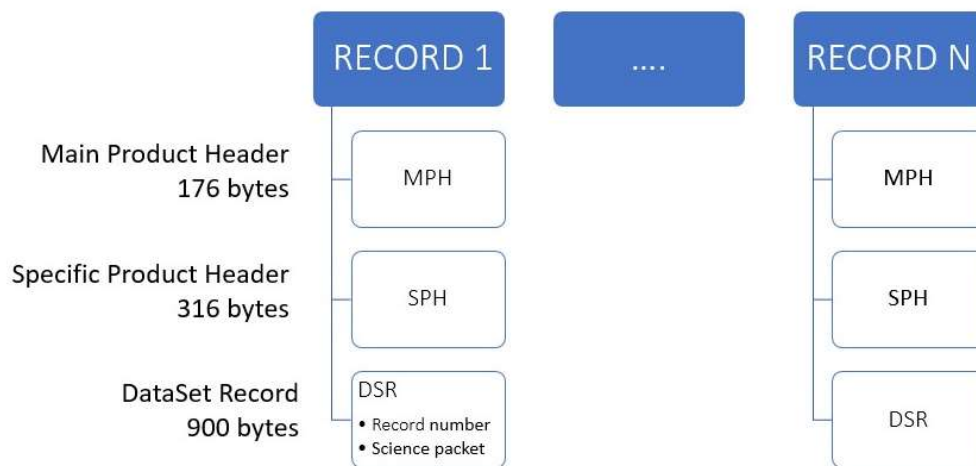 RECORD 1
....
RECORD N
Main Product Header
176 bytes
MPH
MPH
Specific Product Header
316 bytes
SPH
SPH
DataSet Record
900 bytes
DSR
• Record number
• Science packet
DSR